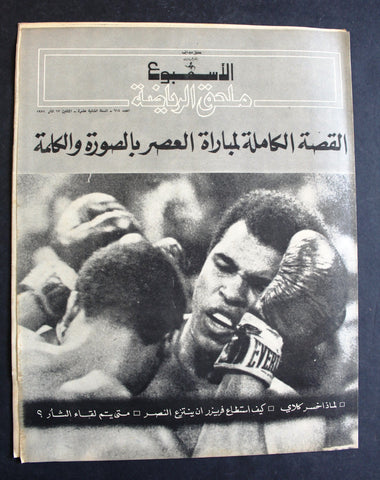 الأسبوع
ملحق الرياضة
القصة الكاملة لمباراة العصر بالصورة والكلمة
EVER
□ لماذا خسر كلاي □ كيف استطاع فريزر ان ينتزع النصر □ متى يتم لقاء الثأر ؟